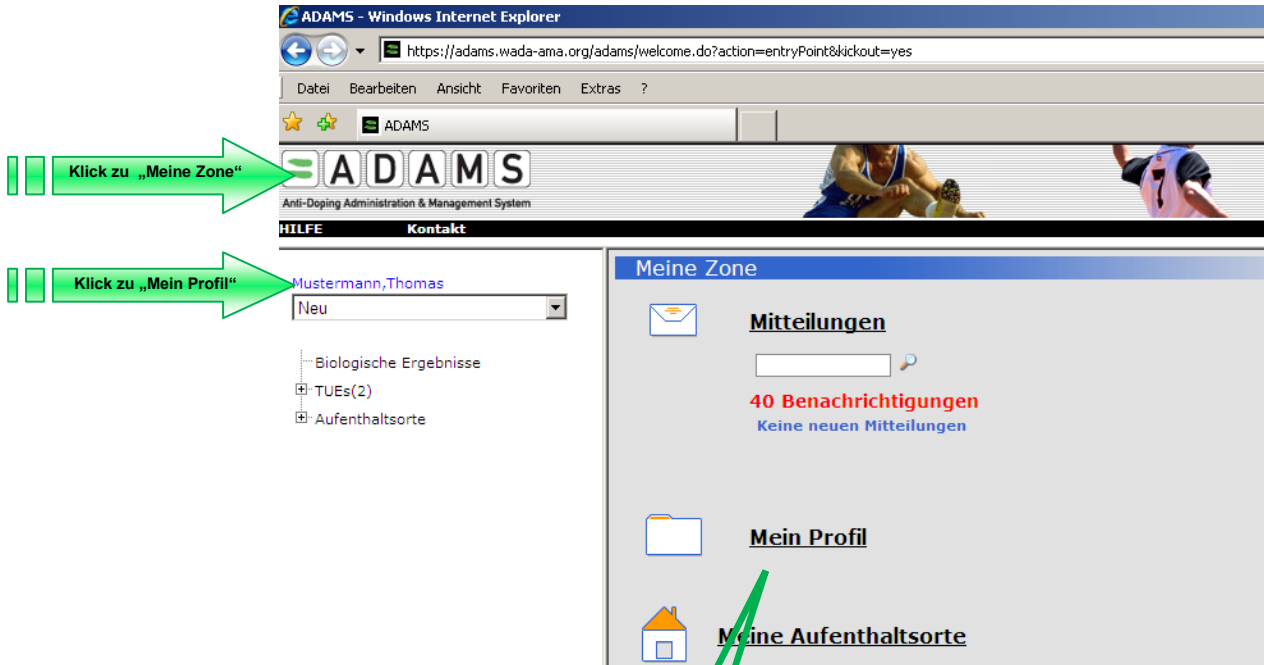 ADAMS - Windows Internet Explorer
https://adams.wada-ama.org/adams/welcome.do?action=entryPoint&kickout=yes
Datei Bearbeiten Ansicht Favoriten Extras ?
ADAMS
Klick zu „Meine Zone“
ADAMS
Anti-Doping Administration & Management System
7
HILFE Kontakt
Klick zu „Mein Profil“
Mustermann,Thomas
Neu
Biologische Ergebnisse
TUEs(2)
Aufenthaltsorte
Meine Zone
Mitteilungen
40 Benachrichtigungen
Keine neuen Mitteilungen
Mein Profil
Meine Aufenthaltsorte